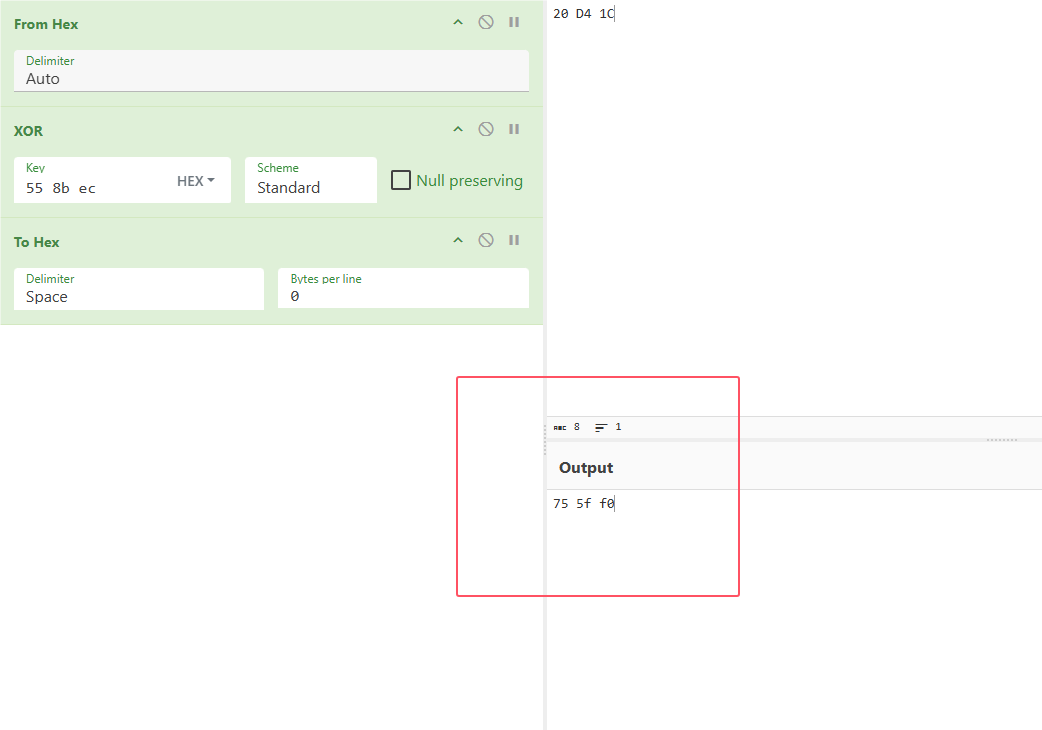 From Hex
Delimiter
Auto
XOR
Key
55 8b ec
HEX
Scheme
Standard
Null preserving
To Hex
Delimiter
Space
Bytes per line
0
20 D4 1C
ABC 8 1
Output
75 5f f0